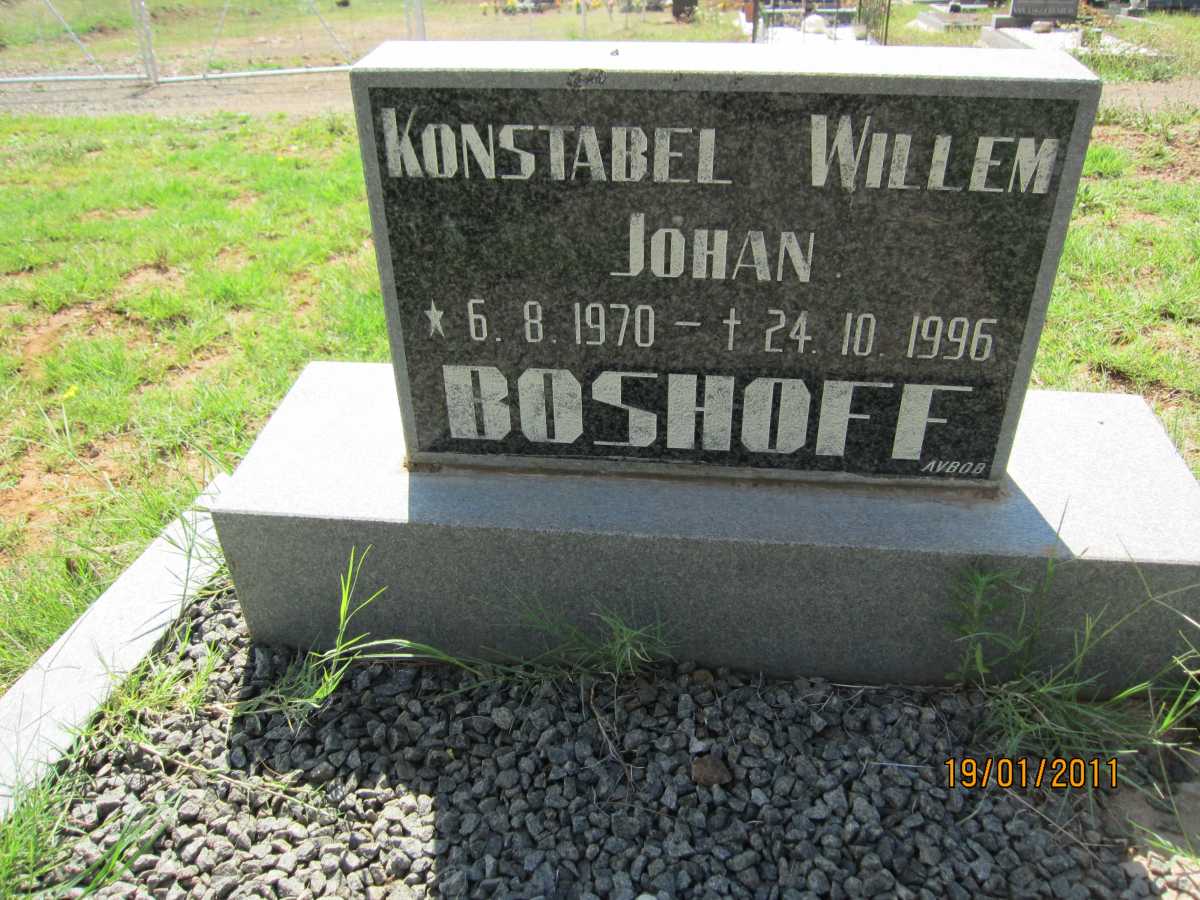 KONSTABEL WILLEM
JOHAN
★ 6. 8. 1970 – † 24. 10. 1996
BOSHOFF
AVBOB
19/01/2011